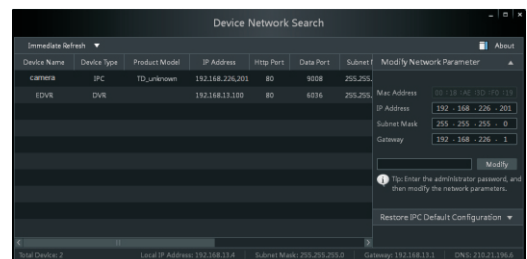 Device Network Search
Immediate Refresh ▼ About
Device Name Device Type Product Model IP Address Http Port Data Port Subnet
camera IPC TD_unknown 192.168.226.201 80 9008 255.255.
EDVR DVR 192.168.13.100 80 6036 255.255.
Modify Network Parameter
Mac Address
IP Address 192 . 168 . 226 . 201
Subnet Mask 255 . 255 . 255 . 0
Gateway 192 . 168 . 226 . 1
Modify
Tip: Enter the administrator password, and
then modify the network parameters.
Restore IPC Default Configuration ▼
Total Device: 2 Local IP Address: 192.168.13.4 Subnet Mask: 255.255.255.0 Gateway: 192.168.13.1 DNS: 210.21.196.6